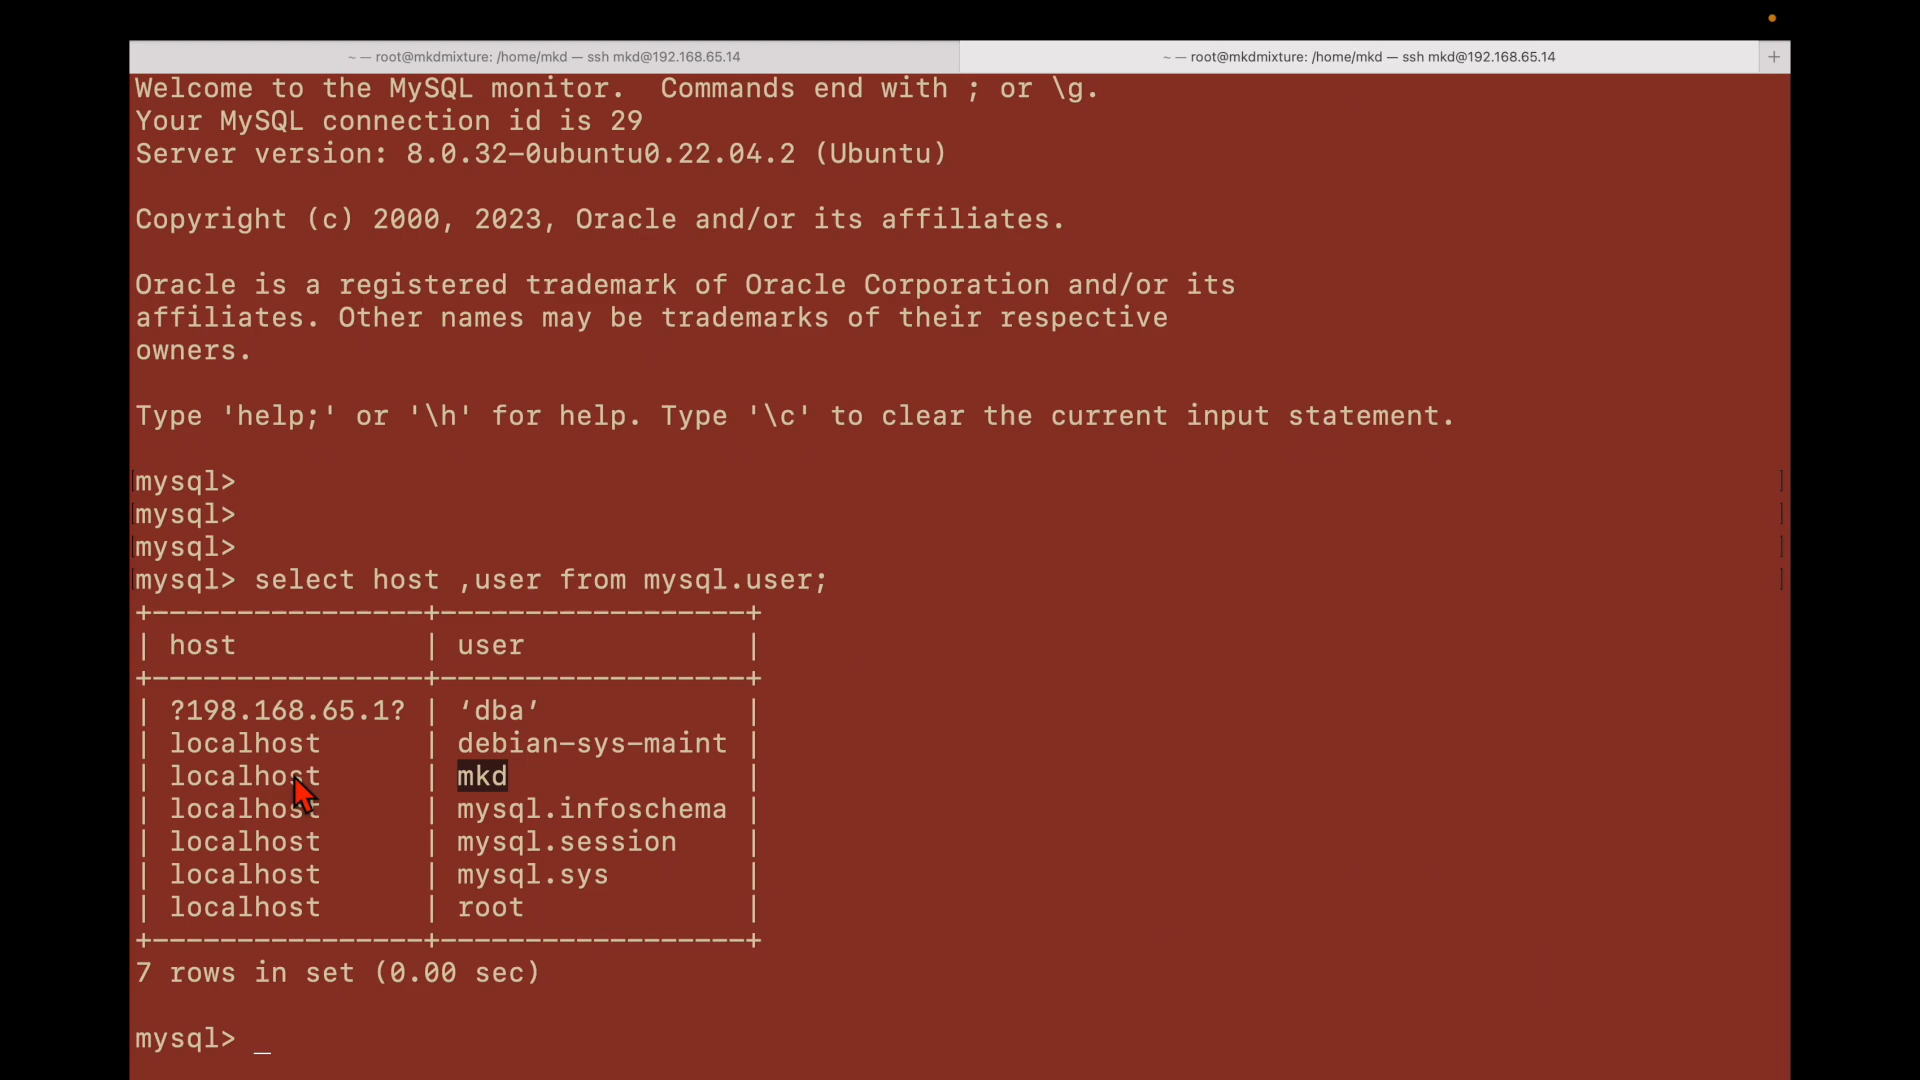 ~ — root@mkdmixture: /home/mkd — ssh mkd@192.168.65.14
~ — root@mkdmixture: /home/mkd — ssh mkd@192.168.65.14 +
Welcome to the MySQL monitor.  Commands end with ; or \g.
Your MySQL connection id is 29
Server version: 8.0.32-0ubuntu0.22.04.2 (Ubuntu)
Copyright (c) 2000, 2023, Oracle and/or its affiliates.
Oracle is a registered trademark of Oracle Corporation and/or its
affiliates. Other names may be trademarks of their respective
owners.
Type 'help;' or '\h' for help. Type '\c' to clear the current input statement.
mysql>
mysql>
mysql>
mysql> select host ,user from mysql.user;
+----------------+------------------+
| host           | user             |
+----------------+------------------+
| ?198.168.65.1? | ‘dba’            |
| localhost      | debian-sys-maint |
| localhost      | mkd              |
| localhost      | mysql.infoschema |
| localhost      | mysql.session    |
| localhost      | mysql.sys        |
| localhost      | root             |
+----------------+------------------+
7 rows in set (0.00 sec)
mysql> _